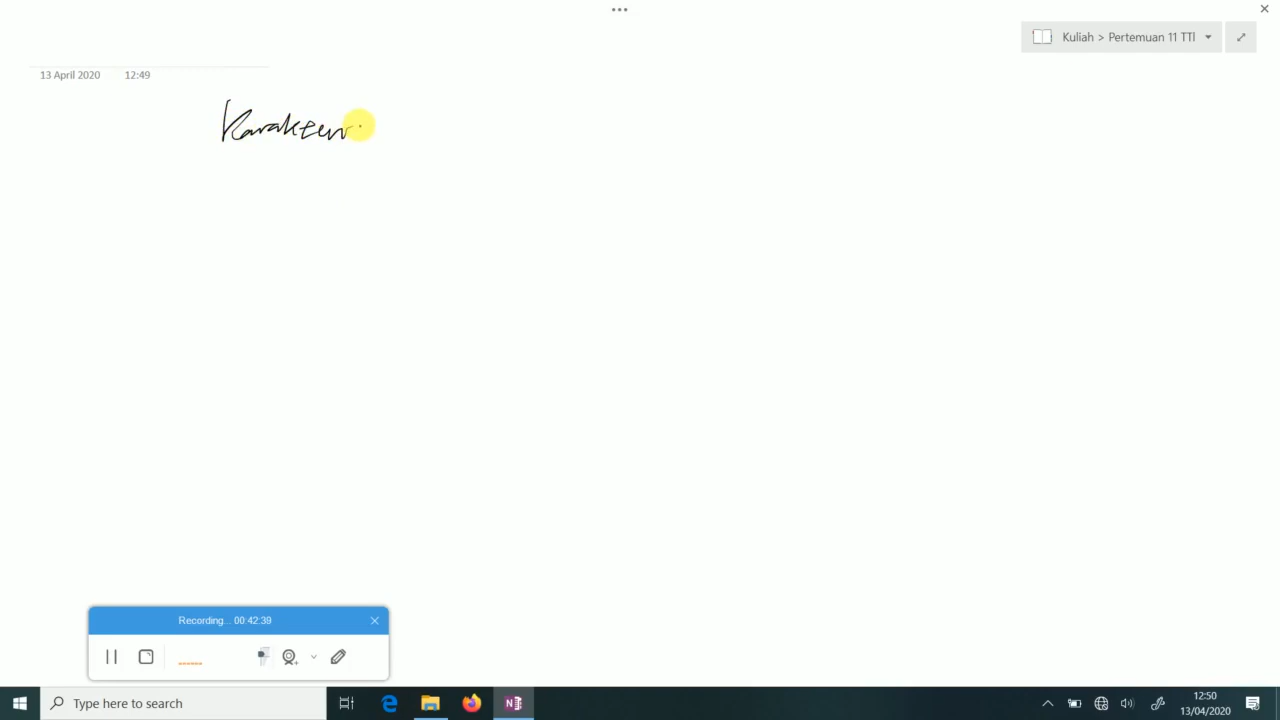 Kuliah > Pertemuan 11 TTI
13 April 2020 12:49
Karakter
Recording... 00:42:39
Type here to search
12:50
13/04/2020